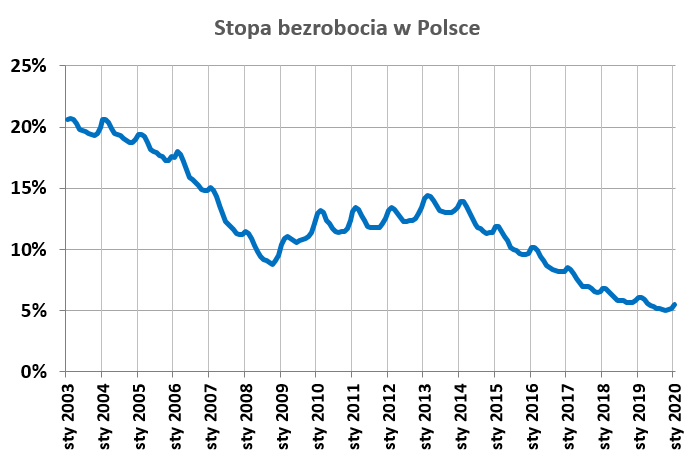 Stopa bezrobocia w Polsce
25%
20%
15%
10%
5%
0%
sty 2003
sty 2004
sty 2005
sty 2006
sty 2007
sty 2008
sty 2009
sty 2010
sty 2011
sty 2012
sty 2013
sty 2014
sty 2015
sty 2016
sty 2017
sty 2018
sty 2019
sty 2020